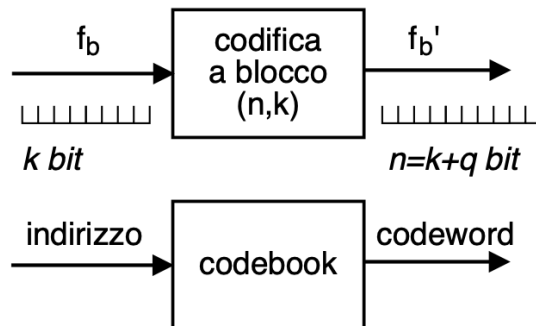 f_b
codifica
a blocco
(n,k)
f_b'
k bit
n=k+q bit
indirizzo
codebook
codeword